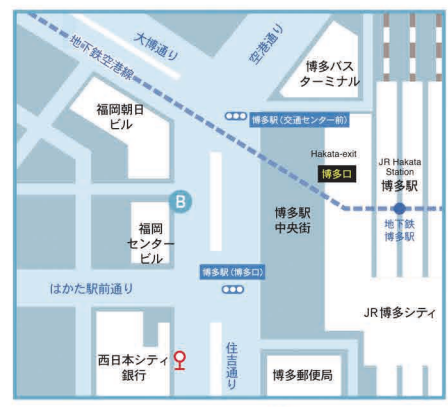 大博通り
空港通り
地下鉄空港線
博多バス
ターミナル
福岡朝日
ビル
博多駅(交通センター前)
Hakata-exit
博多口
JR Hakata
Station
博多駅
B
博多駅
中央街
地下鉄
博多駅
福岡
センター
ビル
博多駅(博多口)
はかた駅前通り
JR博多シティ
西日本シティ
銀行
住吉通り
博多郵便局